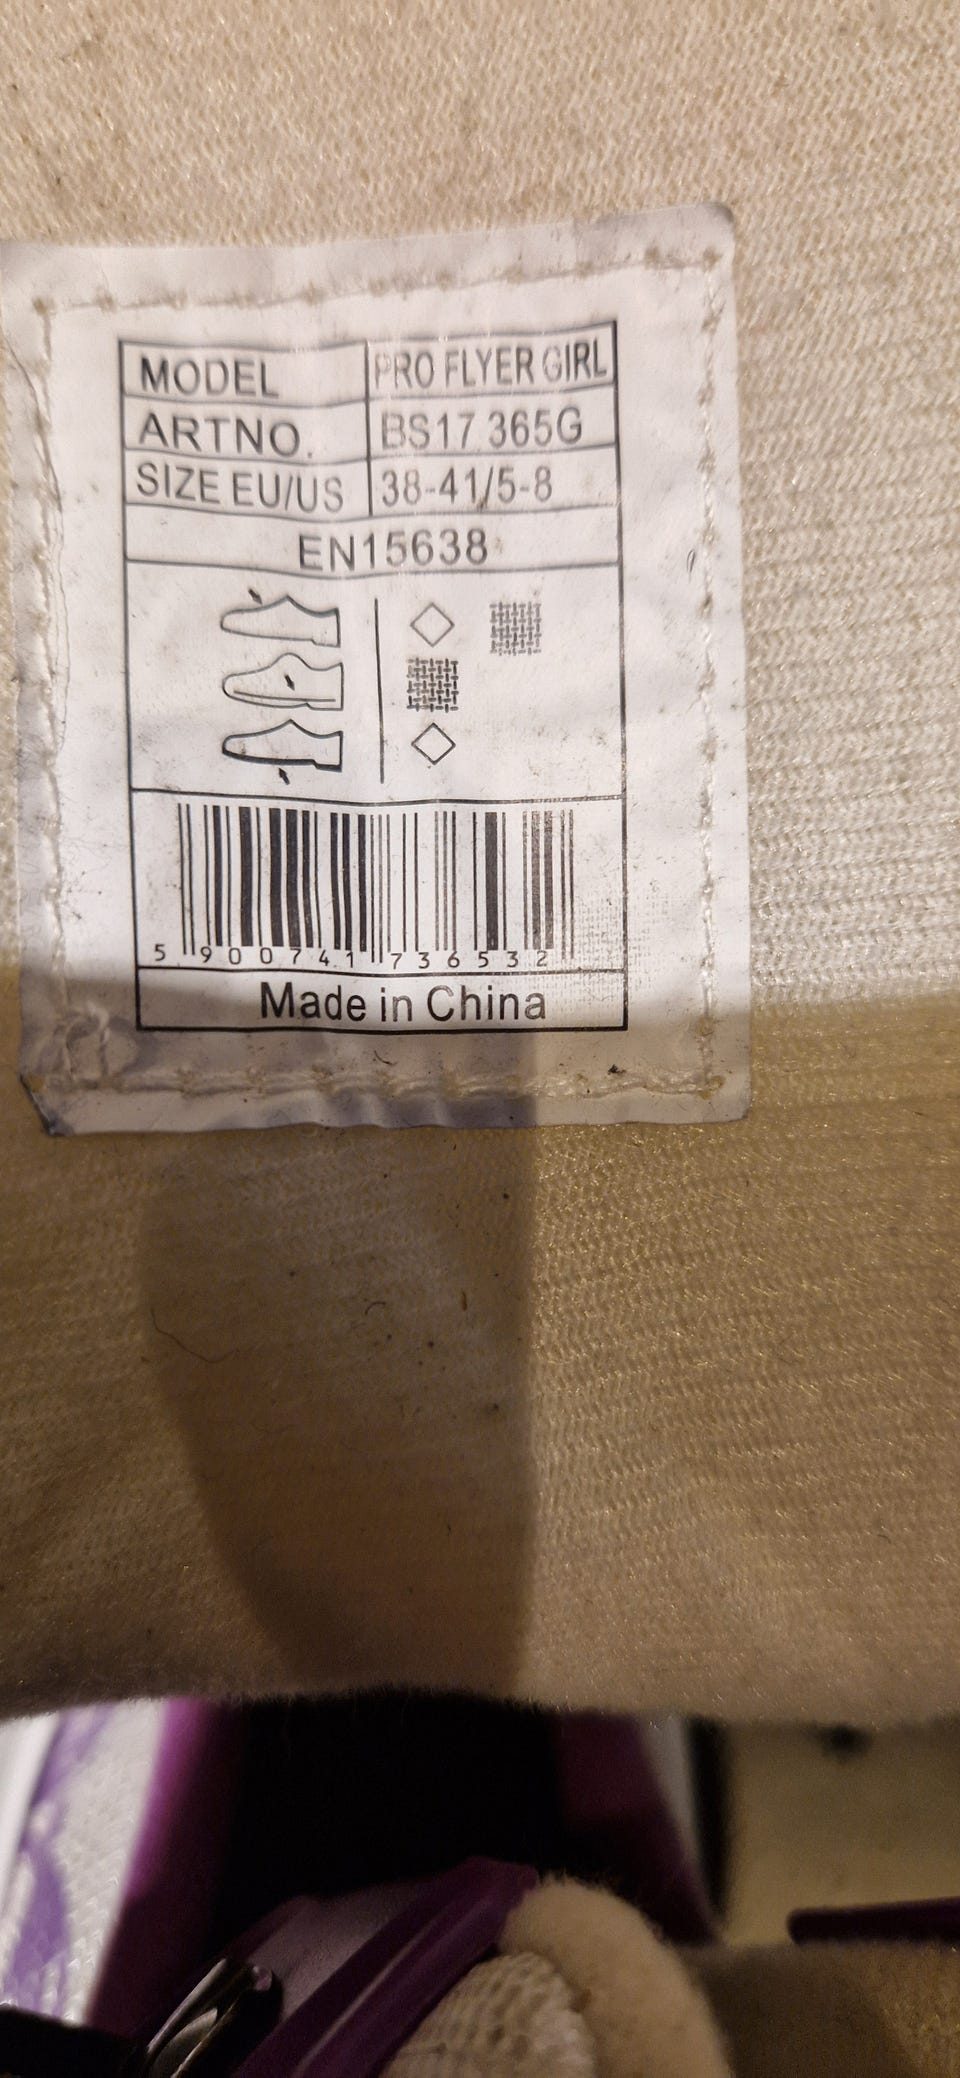 MODEL PRO FLYER GIRL
ARTNO. BS17 365G
SIZE EU/US 38-41/5-8
EN15638
5 900741 736532
Made in China